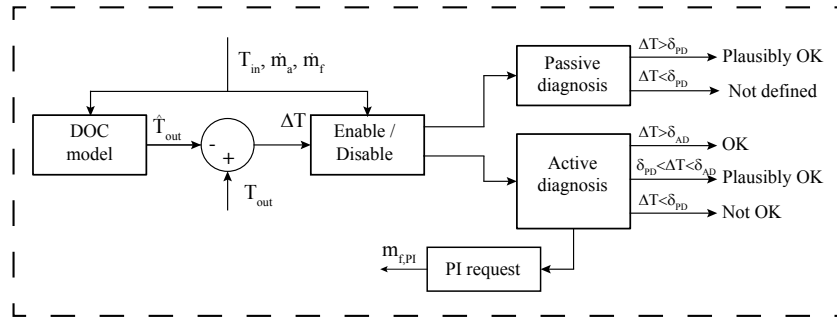 T_in, ṁ_a, ṁ_f
DOC
model
T̂_out
-
+
T_out
ΔT
Enable /
Disable
Passive
diagnosis
ΔT>δ_PD
Plausibly OK
ΔT<δ_PD
Not defined
Active
diagnosis
ΔT>δ_AD
OK
δ_PD<ΔT<δ_AD
Plausibly OK
ΔT<δ_PD
Not OK
m_f,PI
PI request